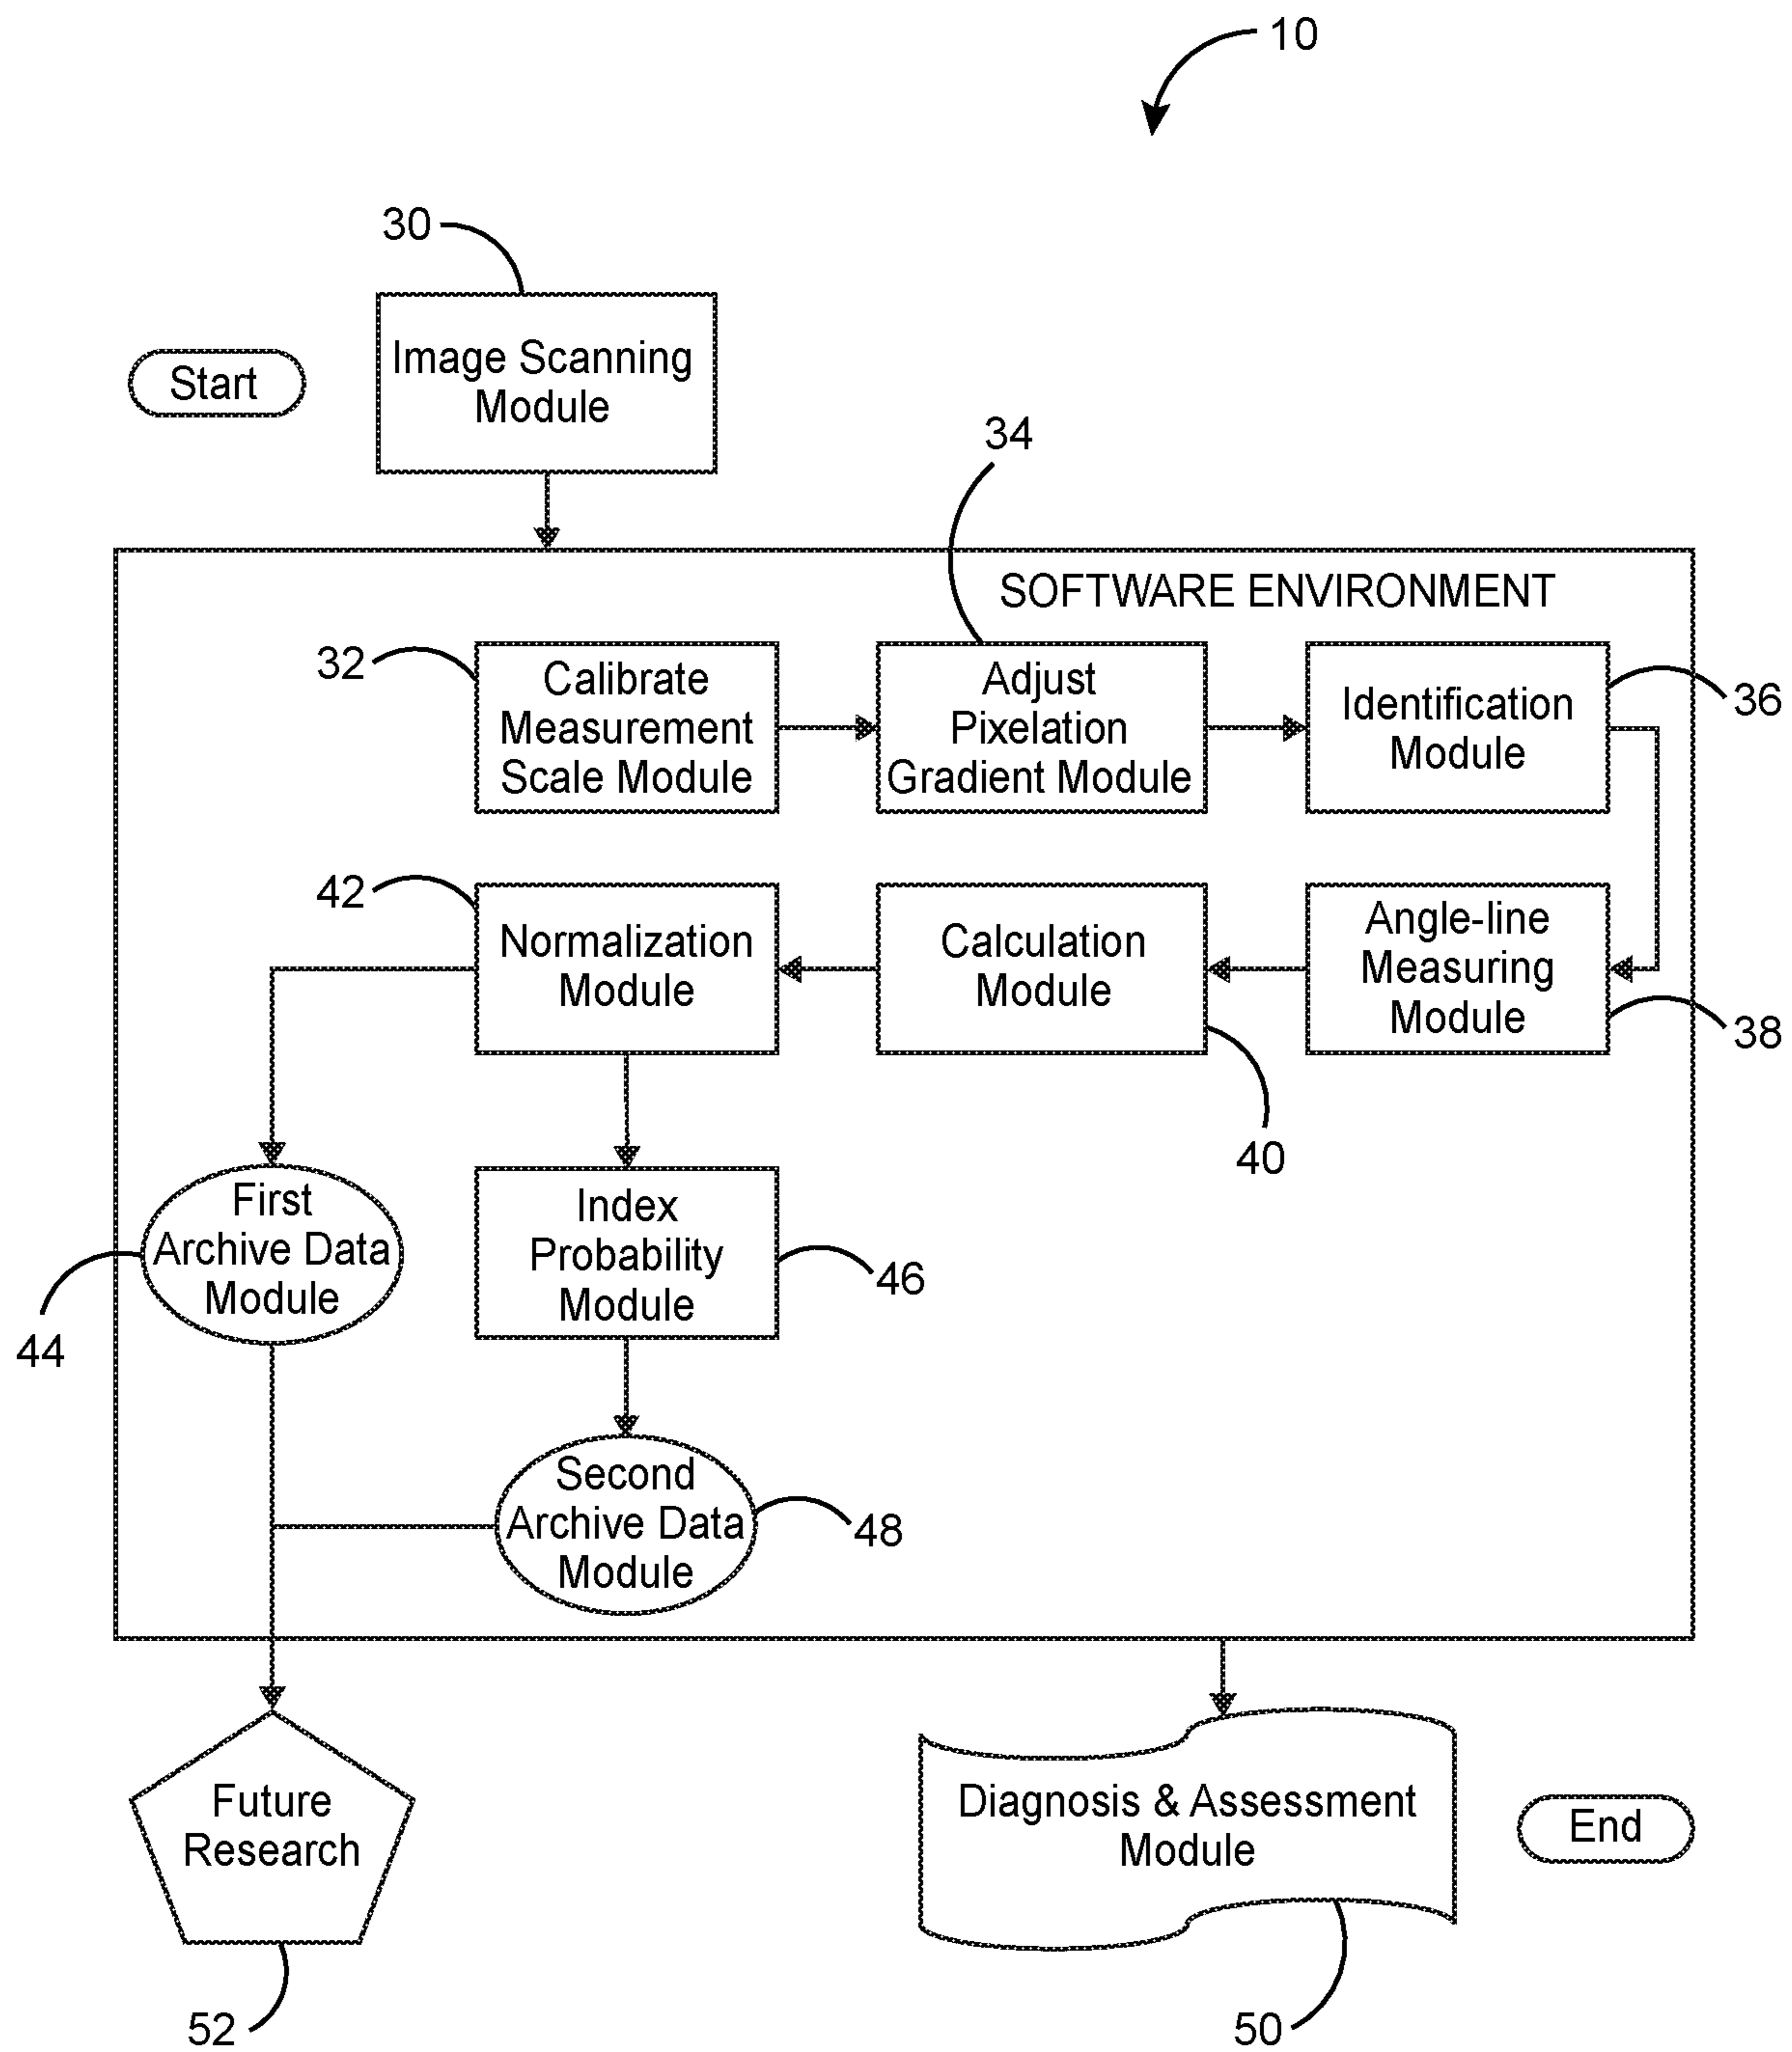 10
30
Image Scanning
Module
Start
34
SOFTWARE ENVIRONMENT
32
Calibrate
Measurement
Scale Module
Adjust
Pixelation
Gradient Module
Identification
Module
36
42
Normalization
Module
Calculation
Module
Angle-line
Measuring
Module
38
40
First
Archive Data
Module
44
Index
Probability
Module
46
Second
Archive Data
Module
48
Future
Research
52
Diagnosis & Assessment
Module
50
End